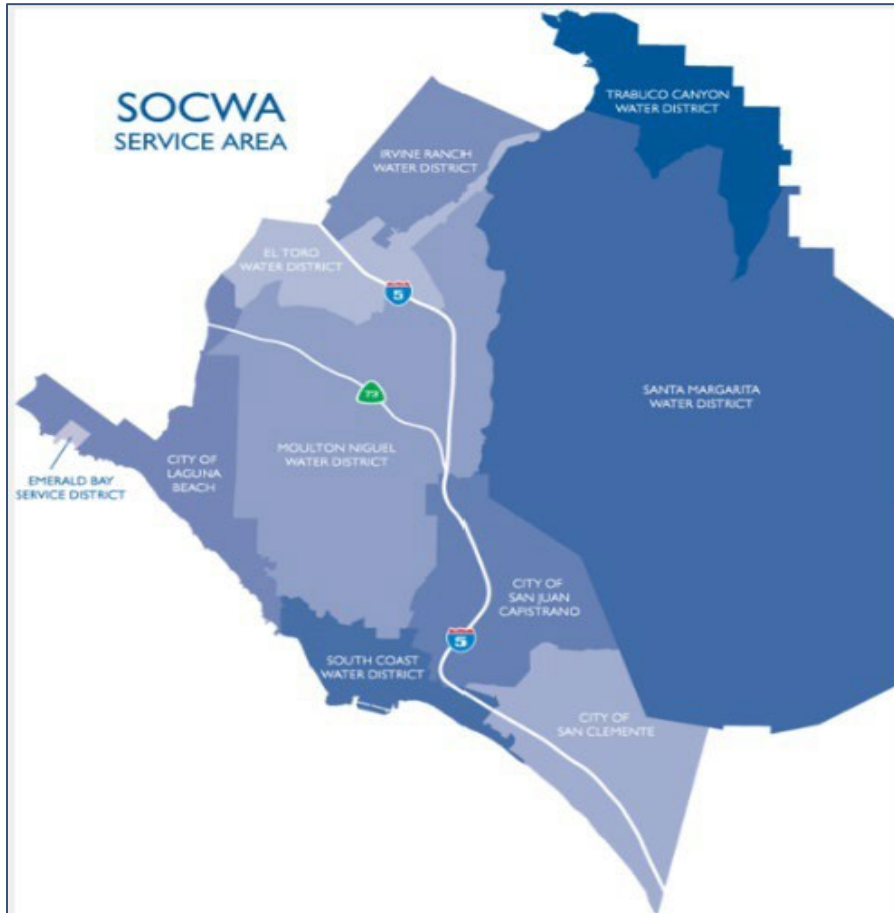 SOCWA
SERVICE AREA
TRABUCO CANYON
WATER DISTRICT
IRVINE RANCH
WATER DISTRICT
EL TORO
WATER DISTRICT
5
73
SANTA MARGARITA
WATER DISTRICT
MOULTON NIGUEL
WATER DISTRICT
CITY OF
LAGUNA
BEACH
EMERALD BAY
SERVICE DISTRICT
CITY OF
SAN JUAN
CAPISTRANO
5
SOUTH COAST
WATER DISTRICT
CITY OF
SAN CLEMENTE